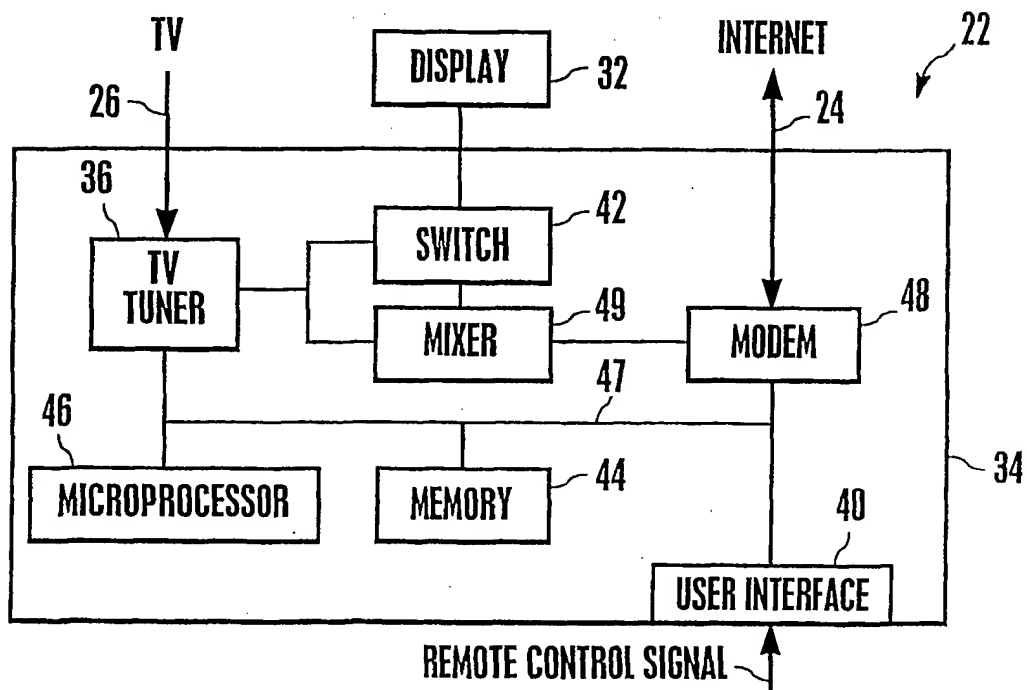 TV
DISPLAY
INTERNET
22
26
32
24
36
42
TV
TUNER
SWITCH
49
48
MIXER
MODEM
47
46
34
MICROPROCESSOR
MEMORY
44
40
USER INTERFACE
REMOTE CONTROL SIGNAL